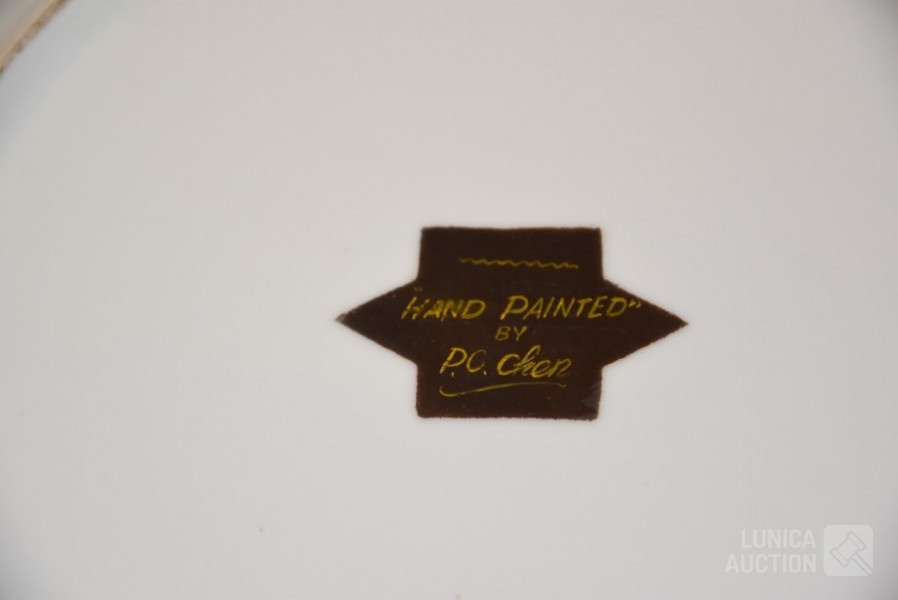 "HAND PAINTED"
BY
P.C. Chen
LUNICA
AUCTION